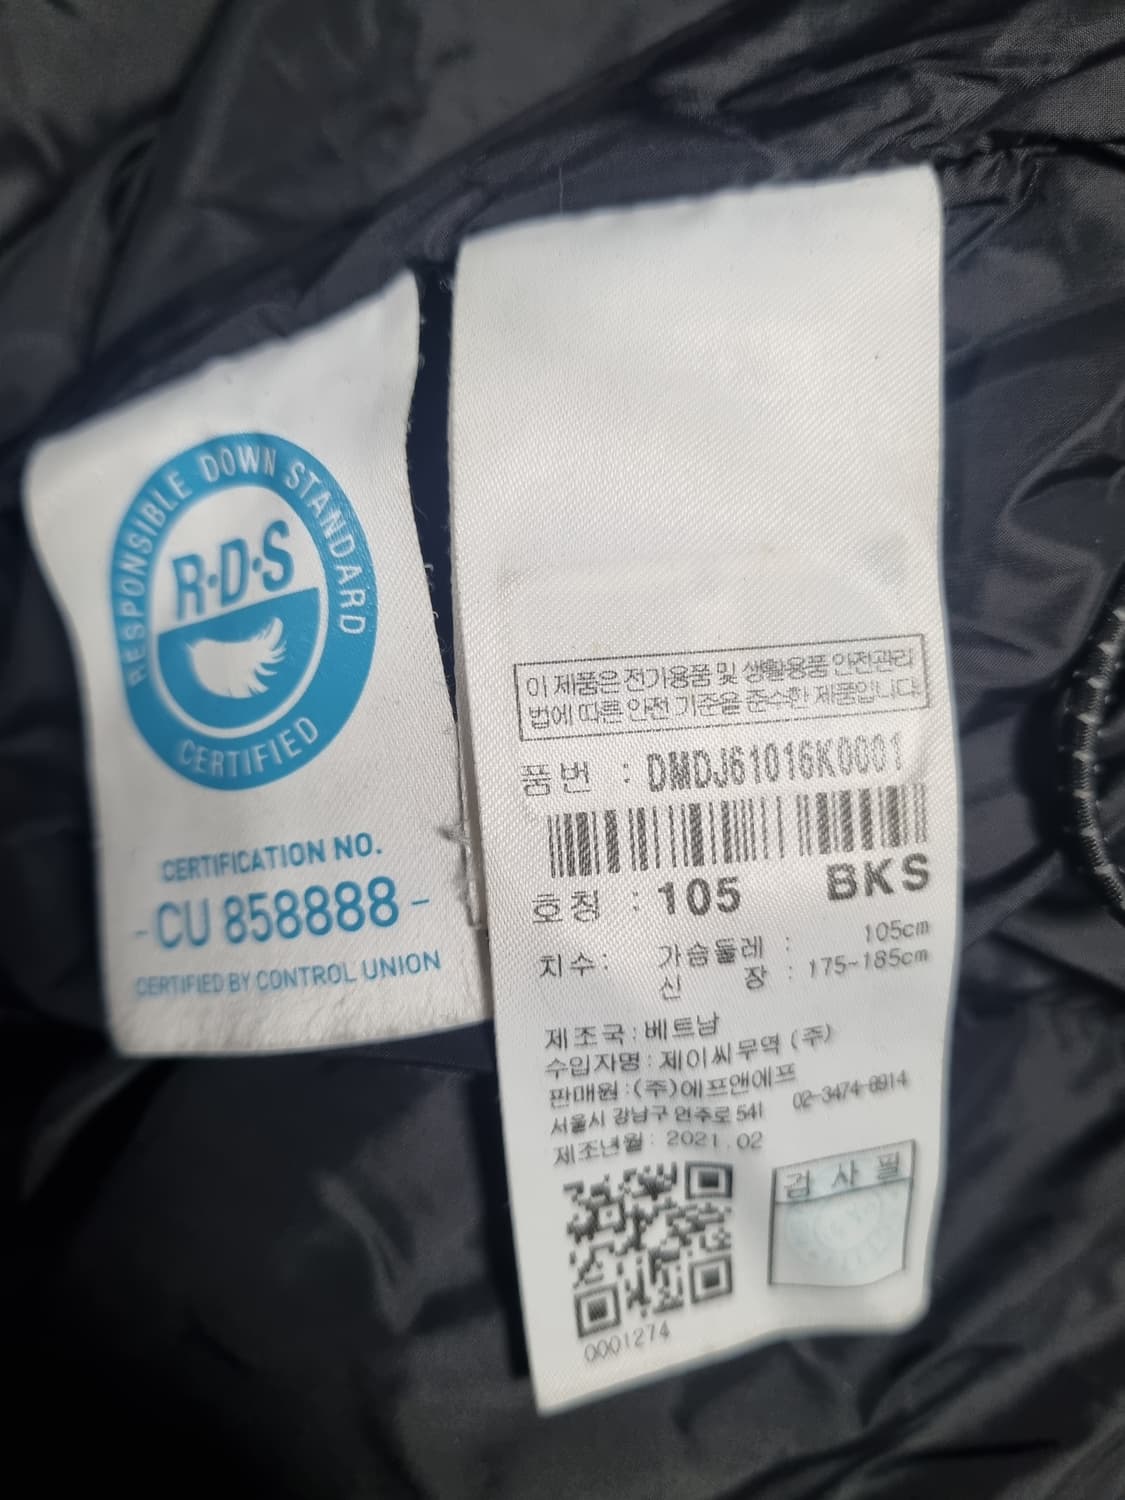 RESPONSIBLE DOWN STANDARD
R·D·S
CERTIFIED
CERTIFICATION NO.
-CU 858888-
CERTIFIED BY CONTROL UNION
이 제품은 전기용품 및 생활용품 안전관리
법에 따른 안전 기준을 준수한 제품입니다.
품번 : DMDJ61016K0001
호칭 : 105 BKS
치수: 가슴둘레 : 105cm
신 장 : 175-185cm
제조국:베트남
수입자명:제이씨무역(주)
판매원:(주)에프앤에프
서울시 강남구 언주로 541 02-3474-0914
제조년월: 2021.02
검사필
0001274